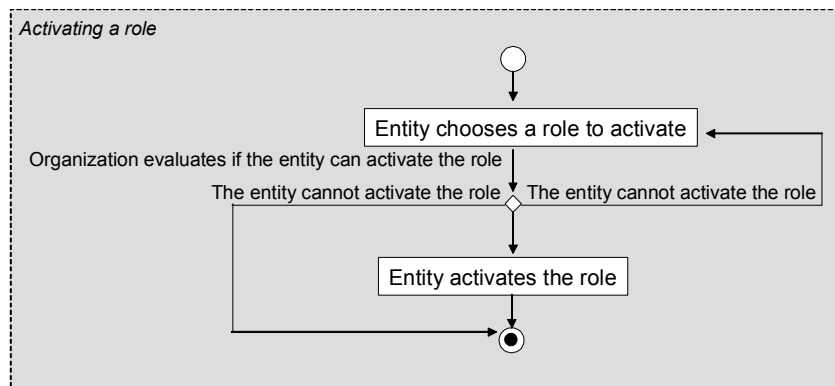 Activating a role
Entity chooses a role to activate
Organization evaluates if the entity can activate the role
The entity cannot activate the role
The entity cannot activate the role
Entity activates the role